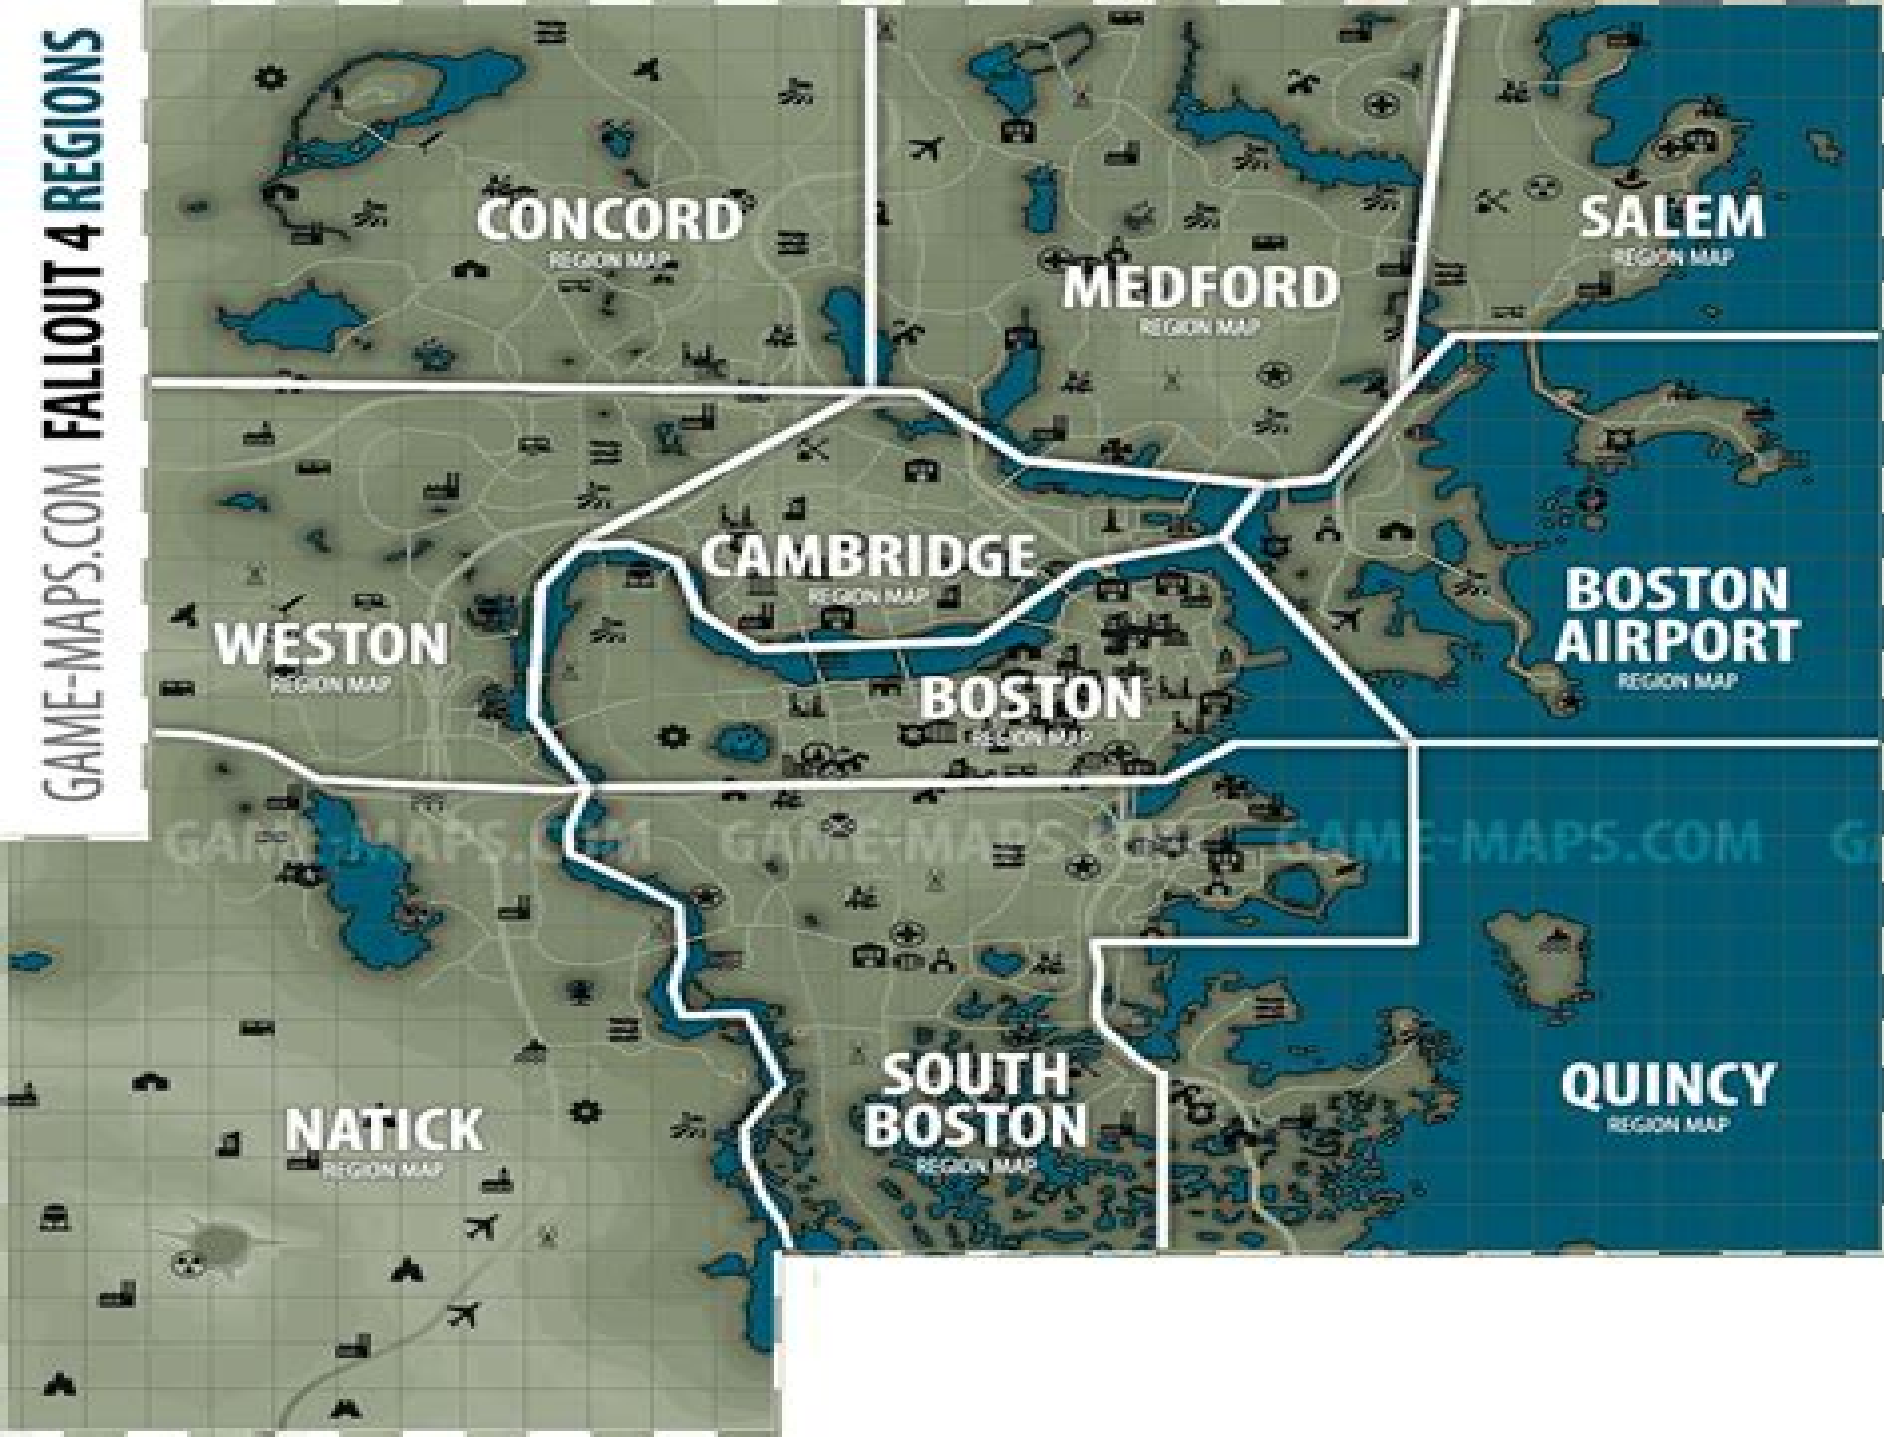 GAME-MAPS.COM FALLOUT 4 REGIONS
CONCORD
REGION MAP
MEDFORD
REGION MAP
SALEM
REGION MAP
CAMBRIDGE
REGION MAP
WESTON
REGION MAP
BOSTON
REGION MAP
BOSTON
AIRPORT
REGION MAP
GAME-MAPS.COM GAME-MAPS.COM GAME-MAPS.COM GA
SOUTH
BOSTON
REGION MAP
QUINCY
REGION MAP
NATICK
REGION MAP